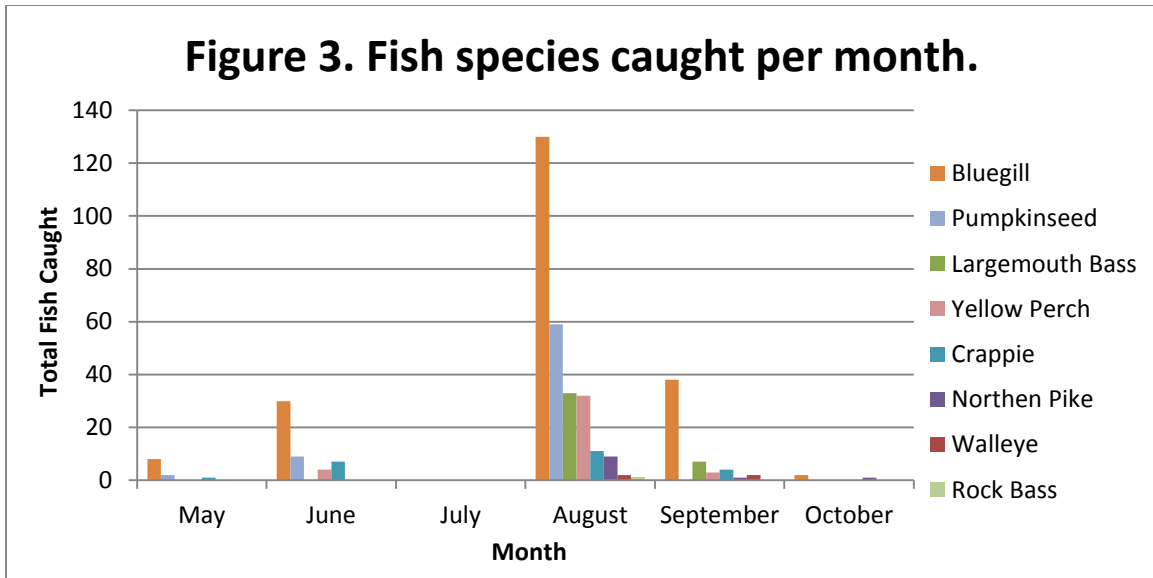 Figure 3. Fish species caught per month.
140
120
100
80
60
40
20
0
Total Fish Caught
May June July August September October
Month
Bluegill
Pumpkinseed
Largemouth Bass
Yellow Perch
Crappie
Northen Pike
Walleye
Rock Bass